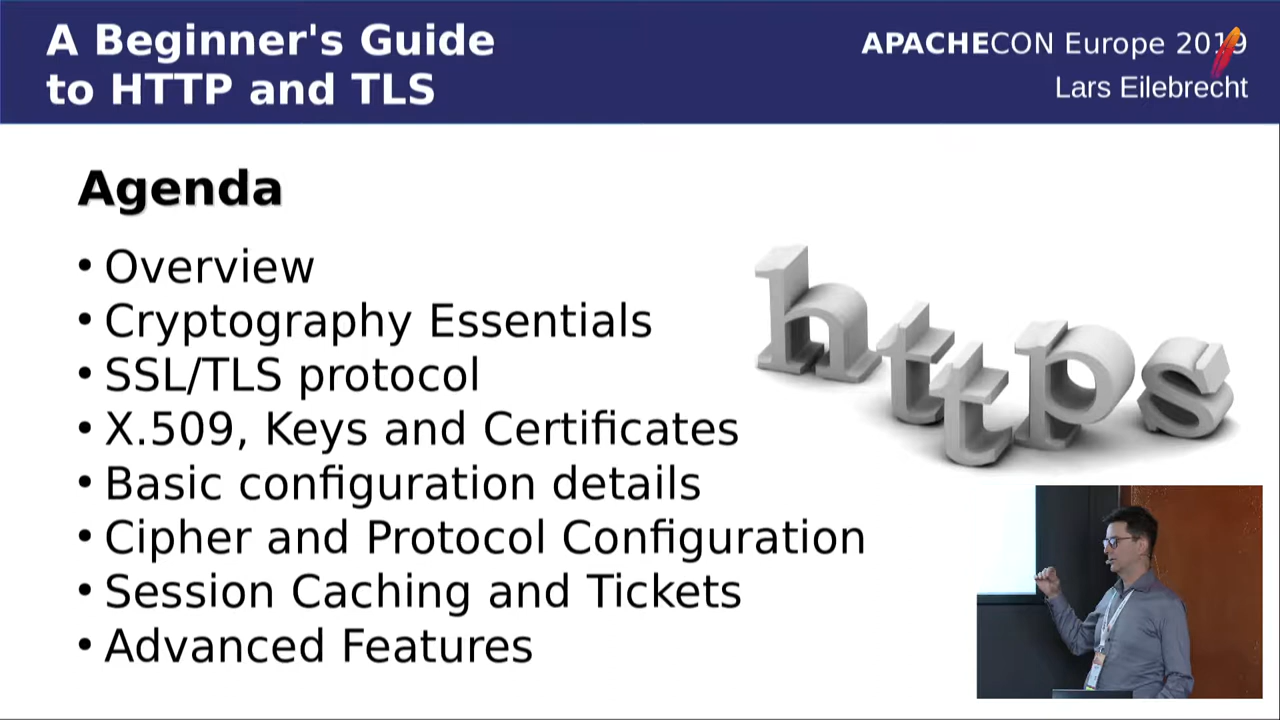 A Beginner's Guide
to HTTP and TLS
APACHECON Europe 2019
Lars Eilebrecht
Agenda
• Overview
• Cryptography Essentials
• SSL/TLS protocol
• X.509, Keys and Certificates
• Basic configuration details
• Cipher and Protocol Configuration
• Session Caching and Tickets
• Advanced Features
https